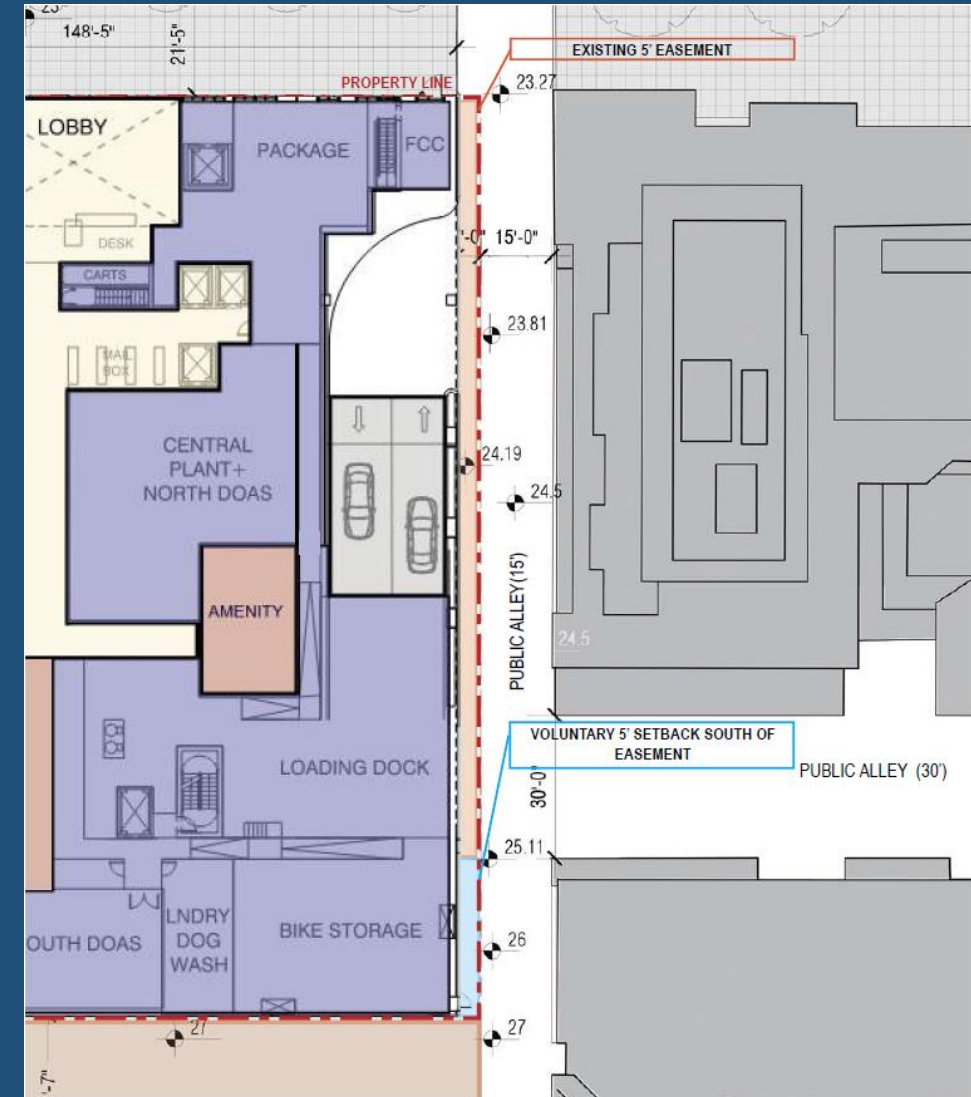 23
148'-5"
21'-5"
EXISTING 5' EASEMENT
PROPERTY LINE
23.27
LOBBY
PACKAGE
FCC
DESK
'-0" 15'-0"
CARTS
23.81
MAIL
BOX
CENTRAL
PLANT+
NORTH DOAS
24.19
24.5
PUBLIC ALLEY (15')
AMENITY
24.5
VOLUNTARY 5' SETBACK SOUTH OF
EASEMENT
LOADING DOCK
30'-0"
PUBLIC ALLEY (30')
25.11
LNDRY
DOG
WASH
BIKE STORAGE
OUTH DOAS
26
27
27
'-7"